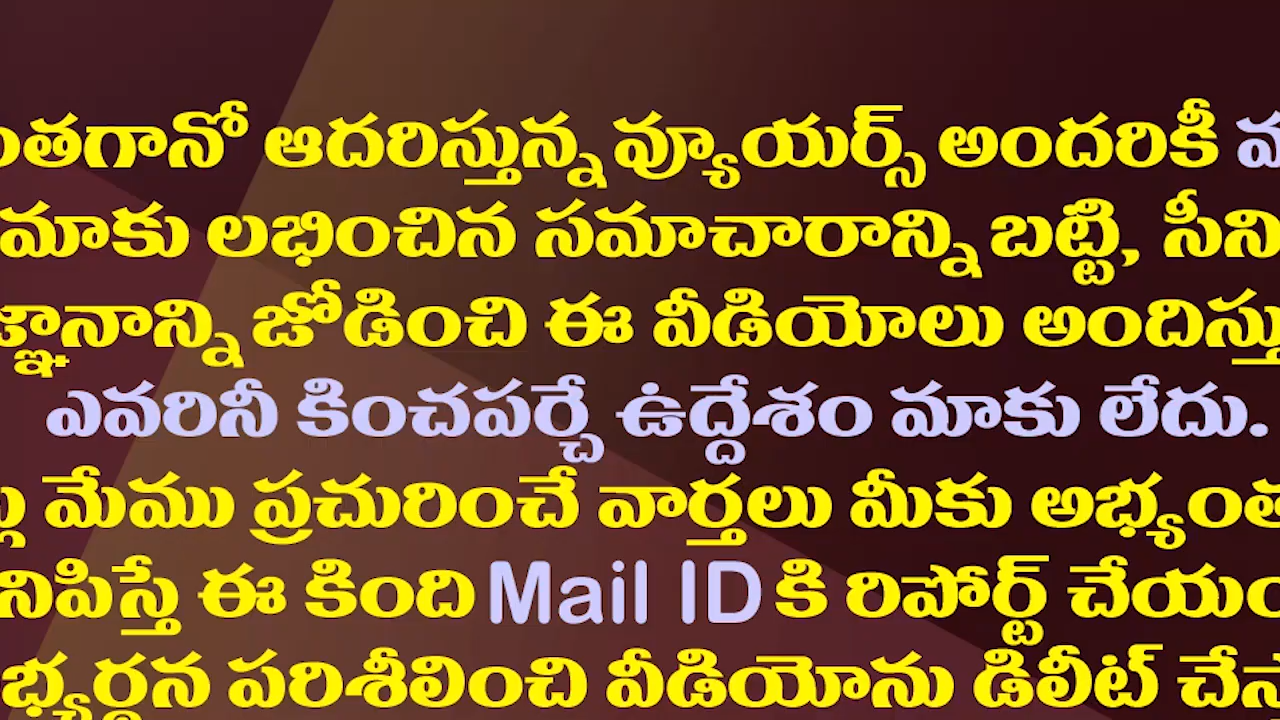 ంతగానో ఆదరిస్తున్న వ్యూయర్స్ అందరికీ
మాకు లభించిన సమాచారాన్ని బట్టి, సీని
జ్ఞానాన్ని జోడించి ఈ వీడియోలు అందిస్తు
ఎవరినీ కించపర్చే ఉద్దేశం మాకు లేదు.
మేము ప్రచురించే వార్తలు మీకు అభ్యంత
నిపిస్తే ఈ కింది Mail ID కి రిపోర్ట్ చేయం
భ్యర్థన పరిశీలించి వీడియోను డిలీట్ చేస